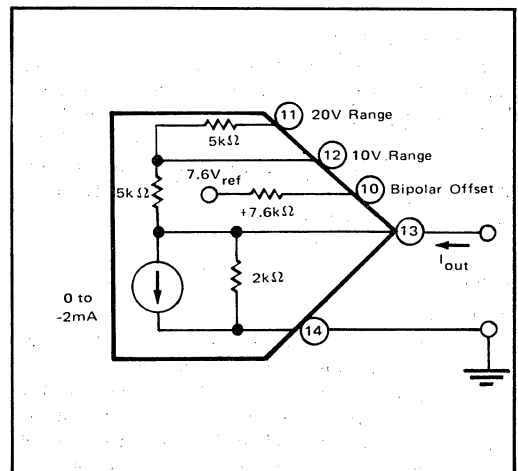 11 20V Range
5kΩ
12 10V Range
7.6V ref
10 Bipolar Offset
5kΩ
+7.6kΩ
13
I out
2kΩ
0 to
-2mA
14